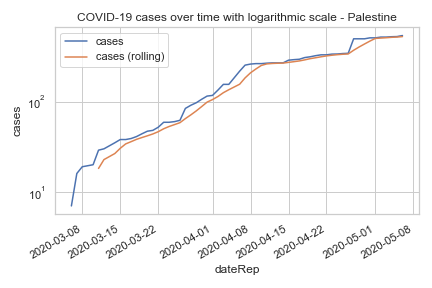 COVID-19 cases over time with logarithmic scale - Palestine
cases
cases (rolling)
cases
10²
10¹
2020-03-08
2020-03-15
2020-03-22
2020-04-01
2020-04-08
2020-04-15
2020-04-22
2020-05-01
2020-05-08
dateRep